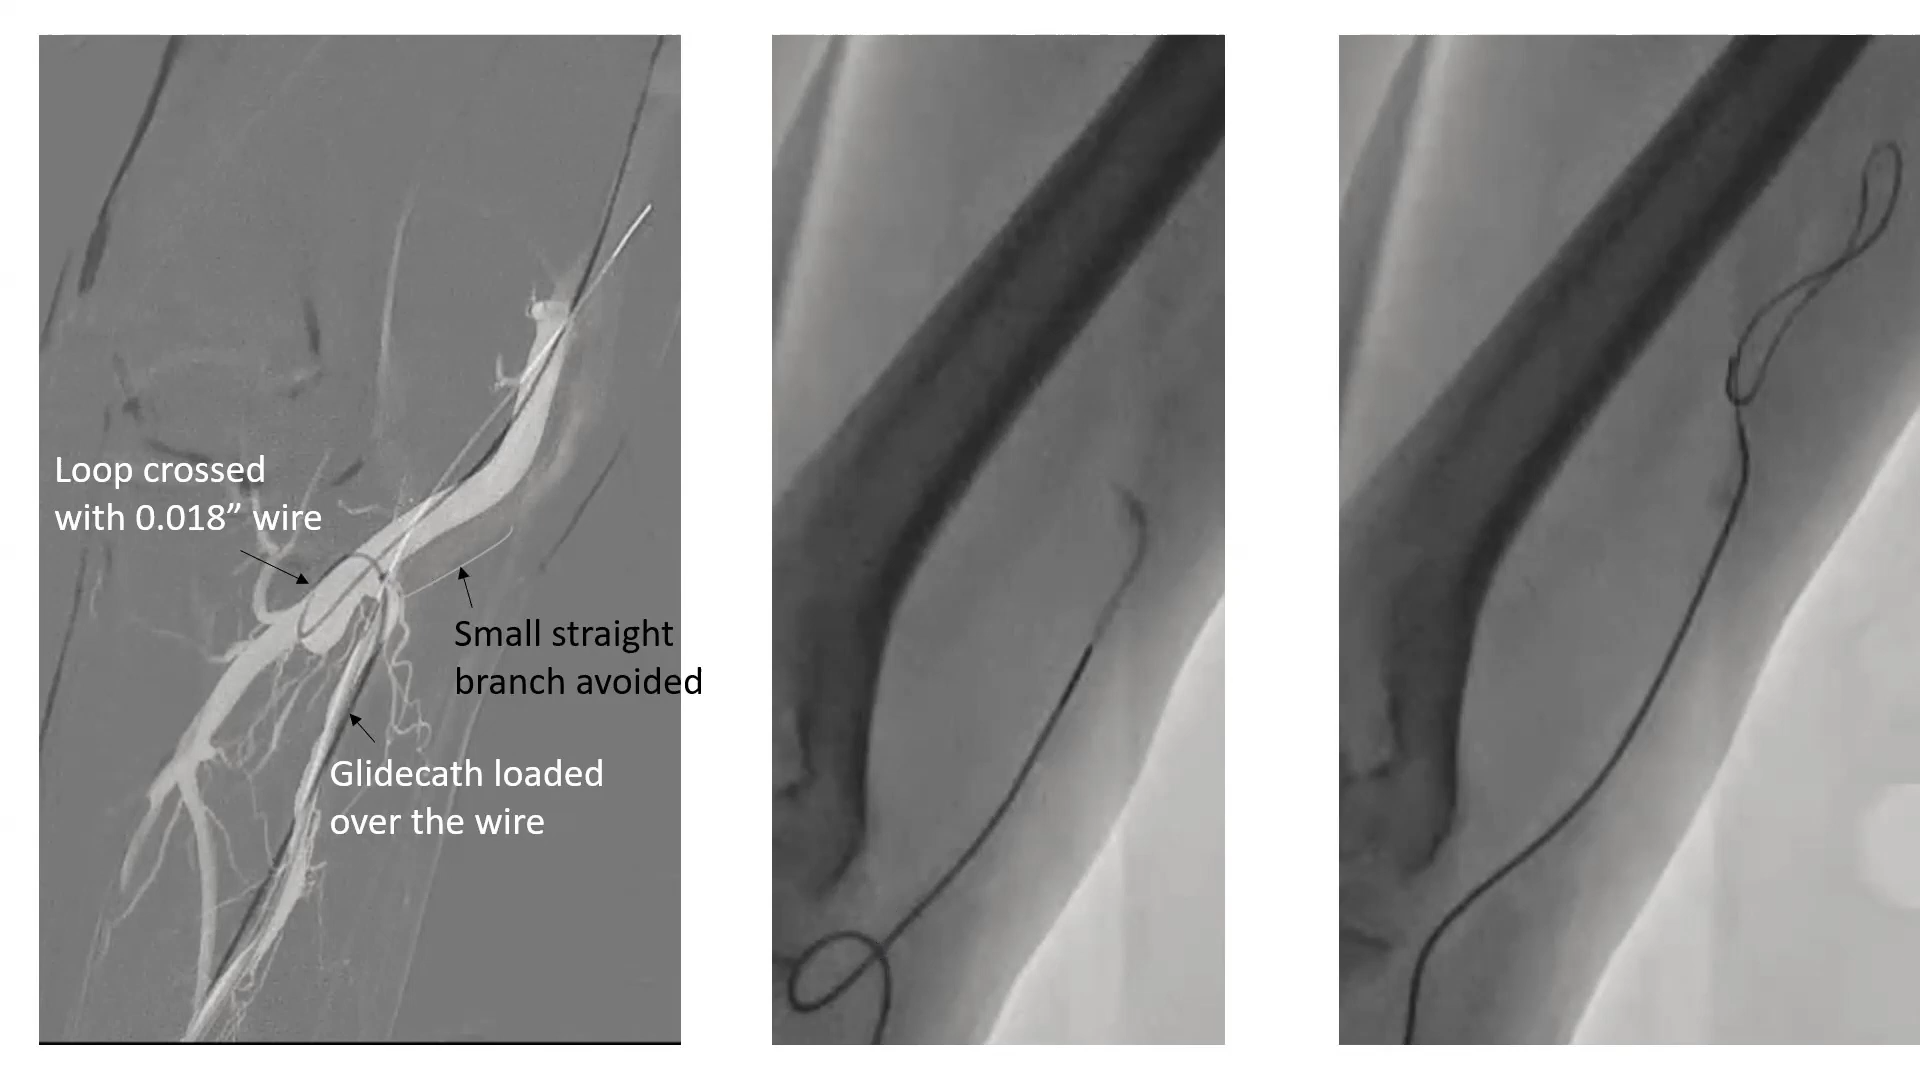 Loop crossed
with 0.018” wire
Small straight
branch avoided
Glidecath loaded
over the wire